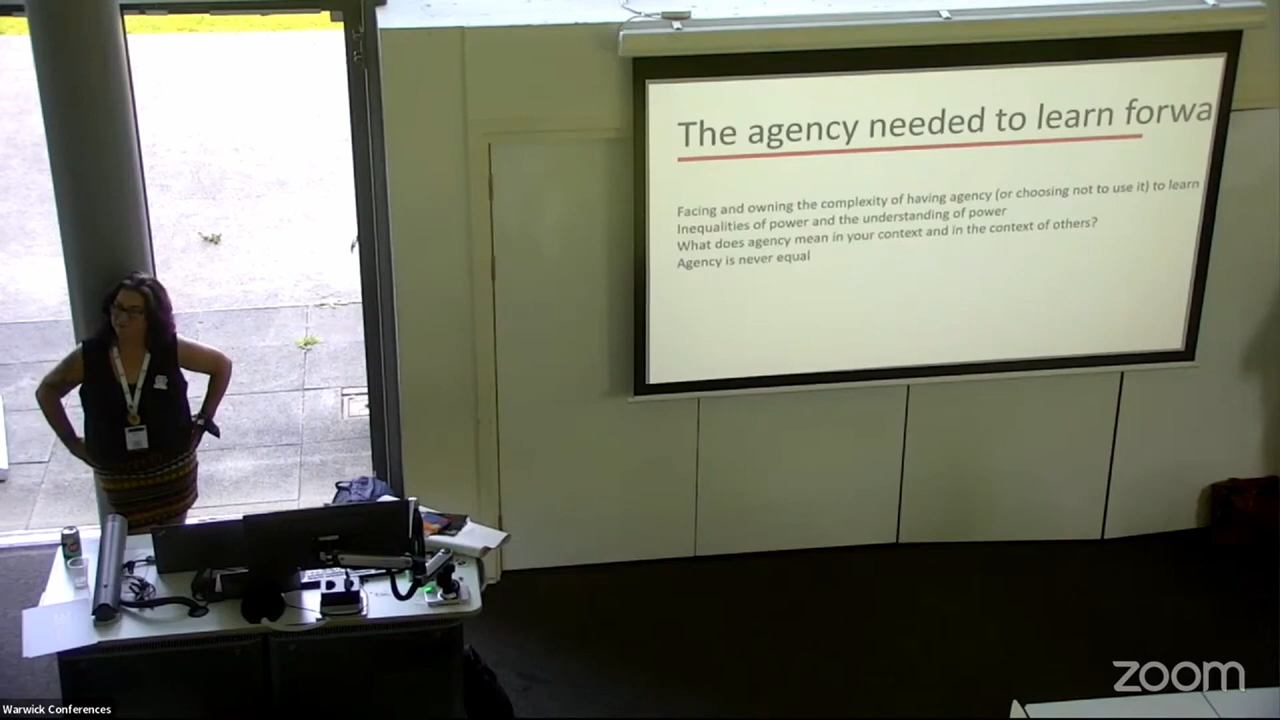 The agency needed to learn forwa
Facing and owning the complexity of having agency (or choosing not to use it) to learn
Inequalities of power and the understanding of power
What does agency mean in your context and in the context of others?
Agency is never equal
zoom
Warwick Conferences